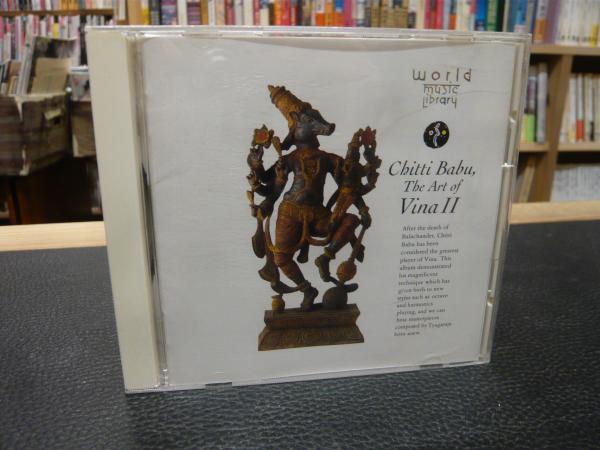 world
music
library
Chitti Babu,
The Art of
Vina II
After the death of
Balachander, Chitti
Babu has been
considered the greatest
player of Vina. This
album demonstrated
his magnificent
technique which has
given birth to new
styles such as octave
and harmonics
playing, and we can
hear masterpieces
composed by Tyagaraja